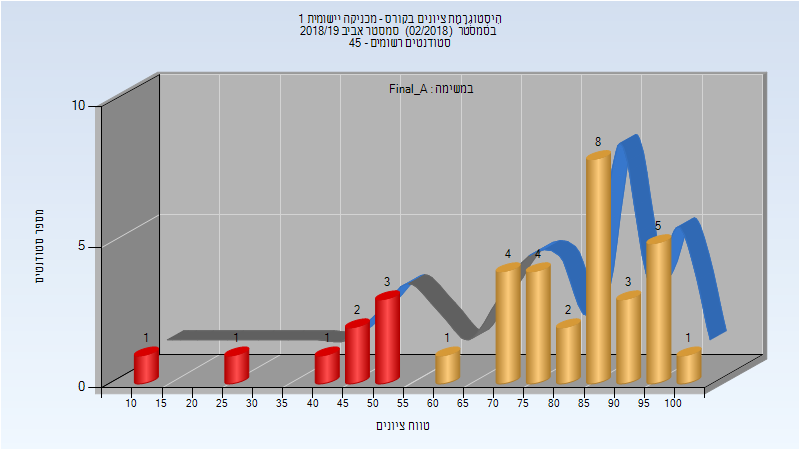 היסטוגרמת ציונים בקורס - מכניקה יישומית 1
בסמסטר (02/2018) סמסטר אביב 2018/19
סטודנטים רשומים - 45
במשימה : Final_A
10
5
0
מספר סטודנטים
1
1
1
2
3
1
4
4
2
8
3
5
1
10 15 20 25 30 35 40 45 50 55 60 65 70 75 80 85 90 95 100
טווח ציונים